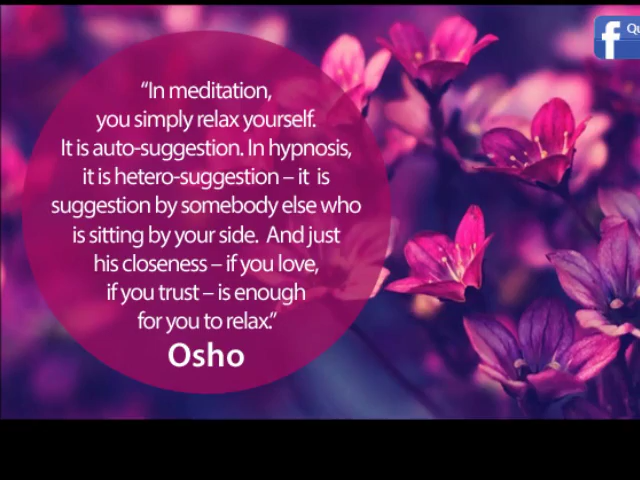 “In meditation,
you simply relax yourself.
It is auto-suggestion. In hypnosis,
it is hetero-suggestion – it  is
suggestion by somebody else who
is sitting by your side.  And just
his closeness – if you love,
if you trust – is enough
for you to relax.”
Osho
f